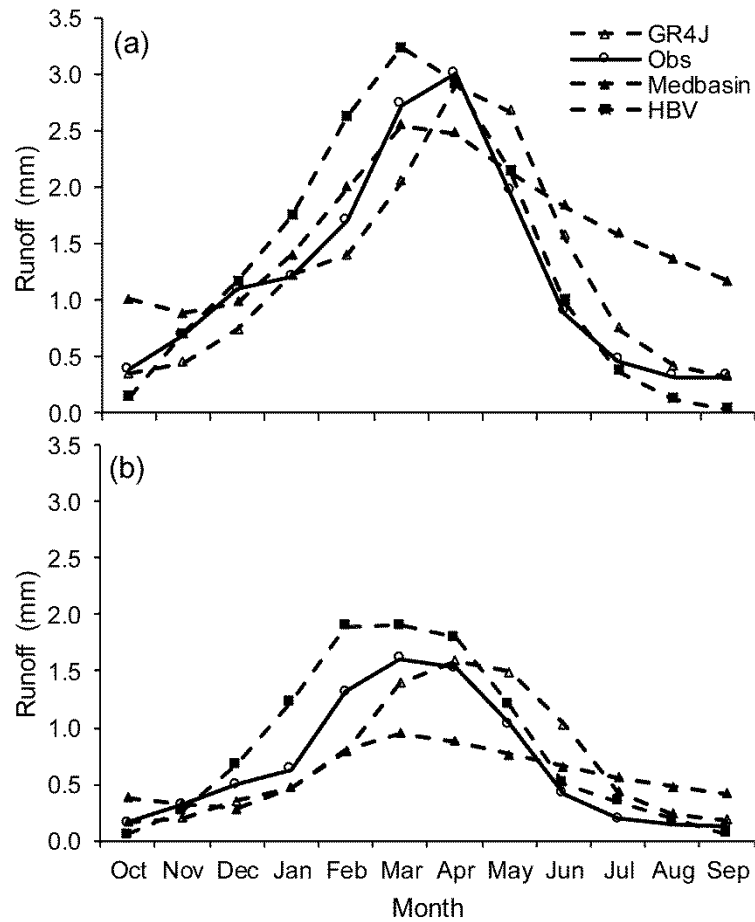 (a)
GR4J
Obs
Medbasin
HBV
3.5
3.0
2.5
2.0
1.5
1.0
0.5
0.0
Runoff (mm)
(b)
3.5
3.0
2.5
2.0
1.5
1.0
0.5
0.0
Runoff (mm)
Oct Nov Dec Jan Feb Mar Apr May Jun Jul Aug Sep
Month